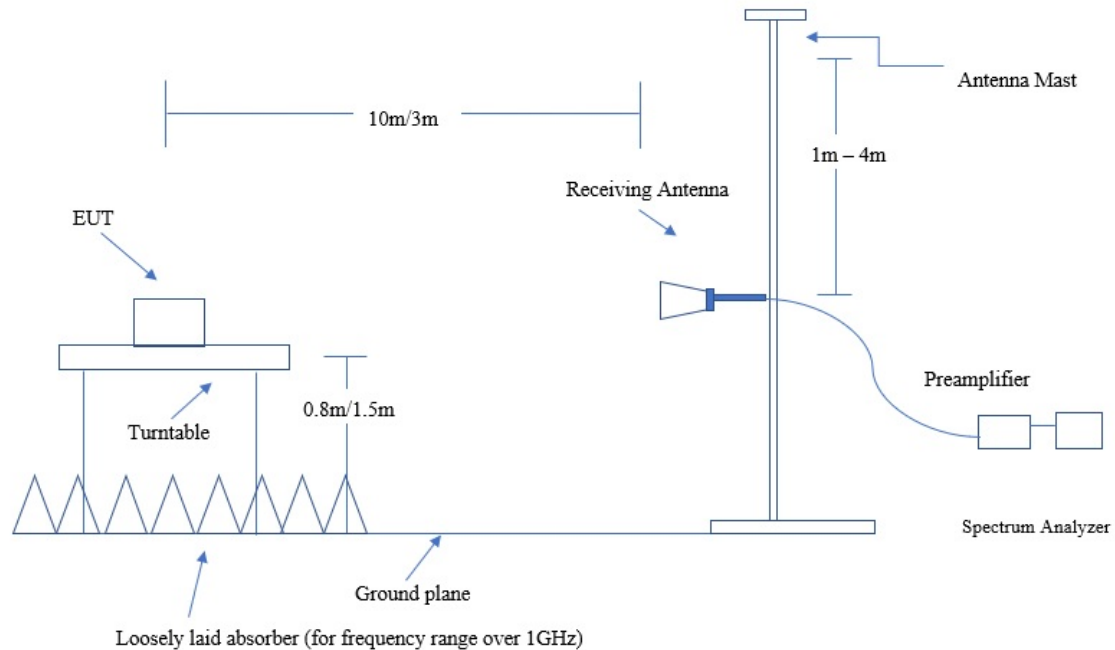 Antenna Mast
10m/3m
1m – 4m
Receiving Antenna
EUT
Preamplifier
0.8m/1.5m
Turntable
Spectrum Analyzer
Ground plane
Loosely laid absorber (for frequency range over 1GHz)